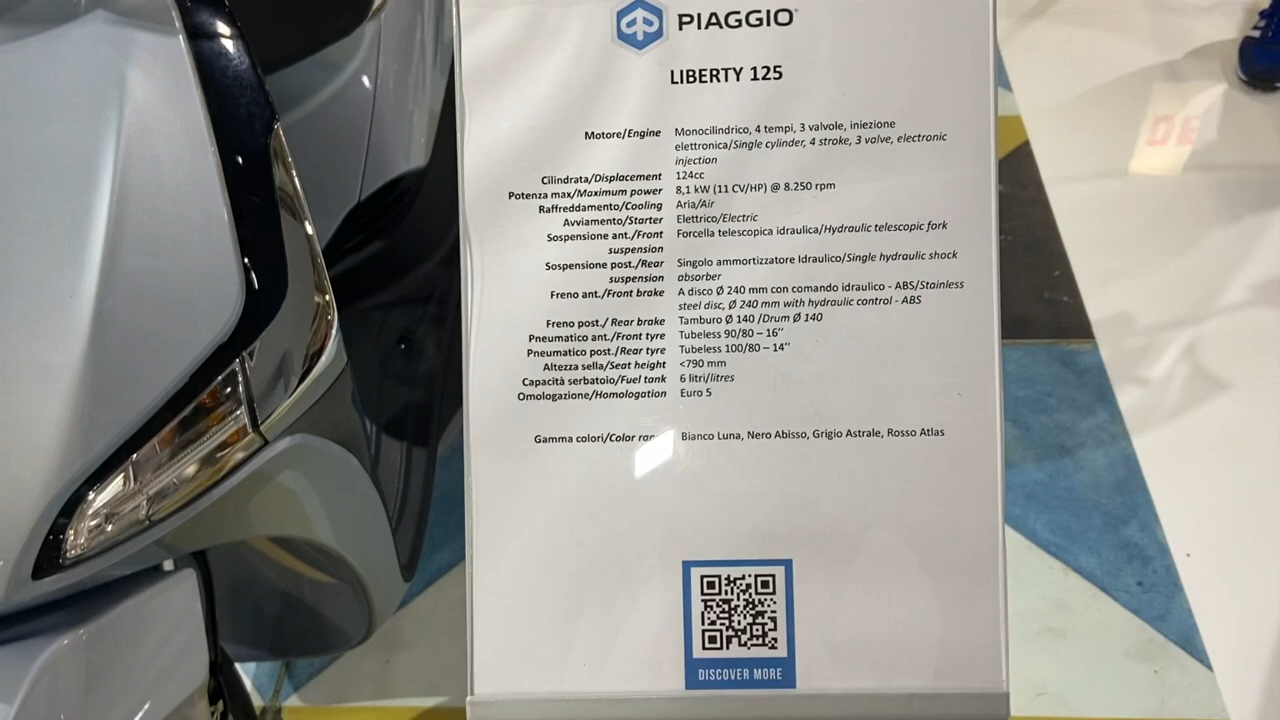 PIAGGIO
LIBERTY 125
Motore/Engine Monocilindrico, 4 tempi, 3 valvole, iniezione
elettronica/Single cylinder, 4 stroke, 3 valve, electronic
injection
Cilindrata/Displacement 124cc
Potenza max/Maximum power 8,1 kW (11 CV/HP) @ 8.250 rpm
Raffreddamento/Cooling Aria/Air
Avviamento/Starter Elettrico/Electric
Sospensione ant./Front Forcella telescopica idraulica/Hydraulic telescopic fork
suspension
Sospensione post./Rear Singolo ammortizzatore Idraulico/Single hydraulic shock
suspension absorber
Freno ant./Front brake A disco Ø 240 mm con comando idraulico - ABS/Stainless
steel disc, Ø 240 mm with hydraulic control - ABS
Freno post./ Rear brake Tamburo Ø 140 /Drum Ø 140
Pneumatico ant./Front tyre Tubeless 90/80 – 16”
Pneumatico post./Rear tyre Tubeless 100/80 – 14”
Altezza sella/Seat height <790 mm
Capacità serbatoio/Fuel tank 6 litri/litres
Omologazione/Homologation Euro 5
Gamma colori/Color Bianco Luna, Nero Abisso, Grigio Astrale, Rosso Atlas
DISCOVER MORE